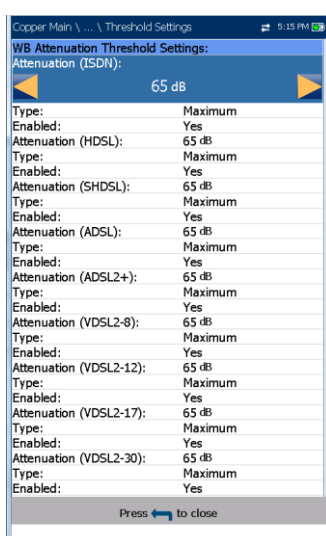 Copper Main \ ... \ Threshold Settings 5:15 PM
WB Attenuation Threshold Settings:
Attenuation (ISDN):
65 dB
Type: Maximum
Enabled: Yes
Attenuation (HDSL): 65 dB
Type: Maximum
Enabled: Yes
Attenuation (SHDSL): 65 dB
Type: Maximum
Enabled: Yes
Attenuation (ADSL): 65 dB
Type: Maximum
Enabled: Yes
Attenuation (ADSL2+): 65 dB
Type: Maximum
Enabled: Yes
Attenuation (VDSL2-8): 65 dB
Type: Maximum
Enabled: Yes
Attenuation (VDSL2-12): 65 dB
Type: Maximum
Enabled: Yes
Attenuation (VDSL2-17): 65 dB
Type: Maximum
Enabled: Yes
Attenuation (VDSL2-30): 65 dB
Type: Maximum
Enabled: Yes
Press to close